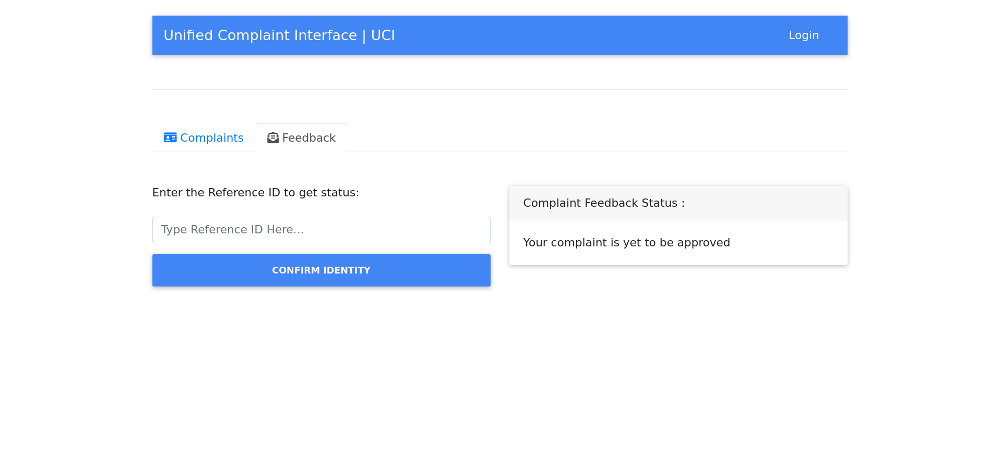 Unified Complaint Interface | UCI
Login
Complaints
Feedback
Enter the Reference ID to get status:
Type Reference ID Here...
CONFIRM IDENTITY
Complaint Feedback Status :
Your complaint is yet to be approved